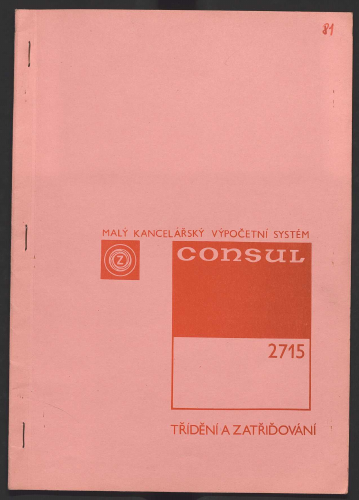 81
MALÝ KANCELÁŘSKÝ VÝPOČETNÍ SYSTÉM
Z
consul
2715
TŘÍDĚNÍ A ZATŘIĎOVÁNÍ